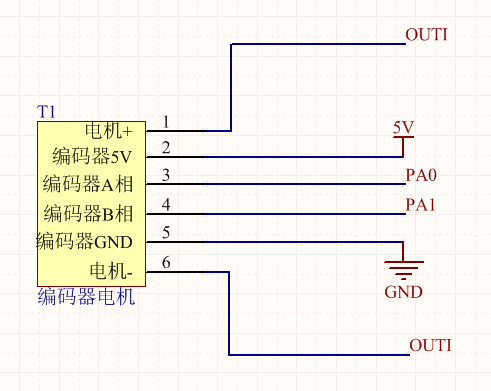 OUTI
T1
电机+ 1
编码器5V 2 5V
编码器A相 3 PA0
编码器B相 4 PA1
编码器GND 5
电机- 6
GND
编码器电机
OUTI